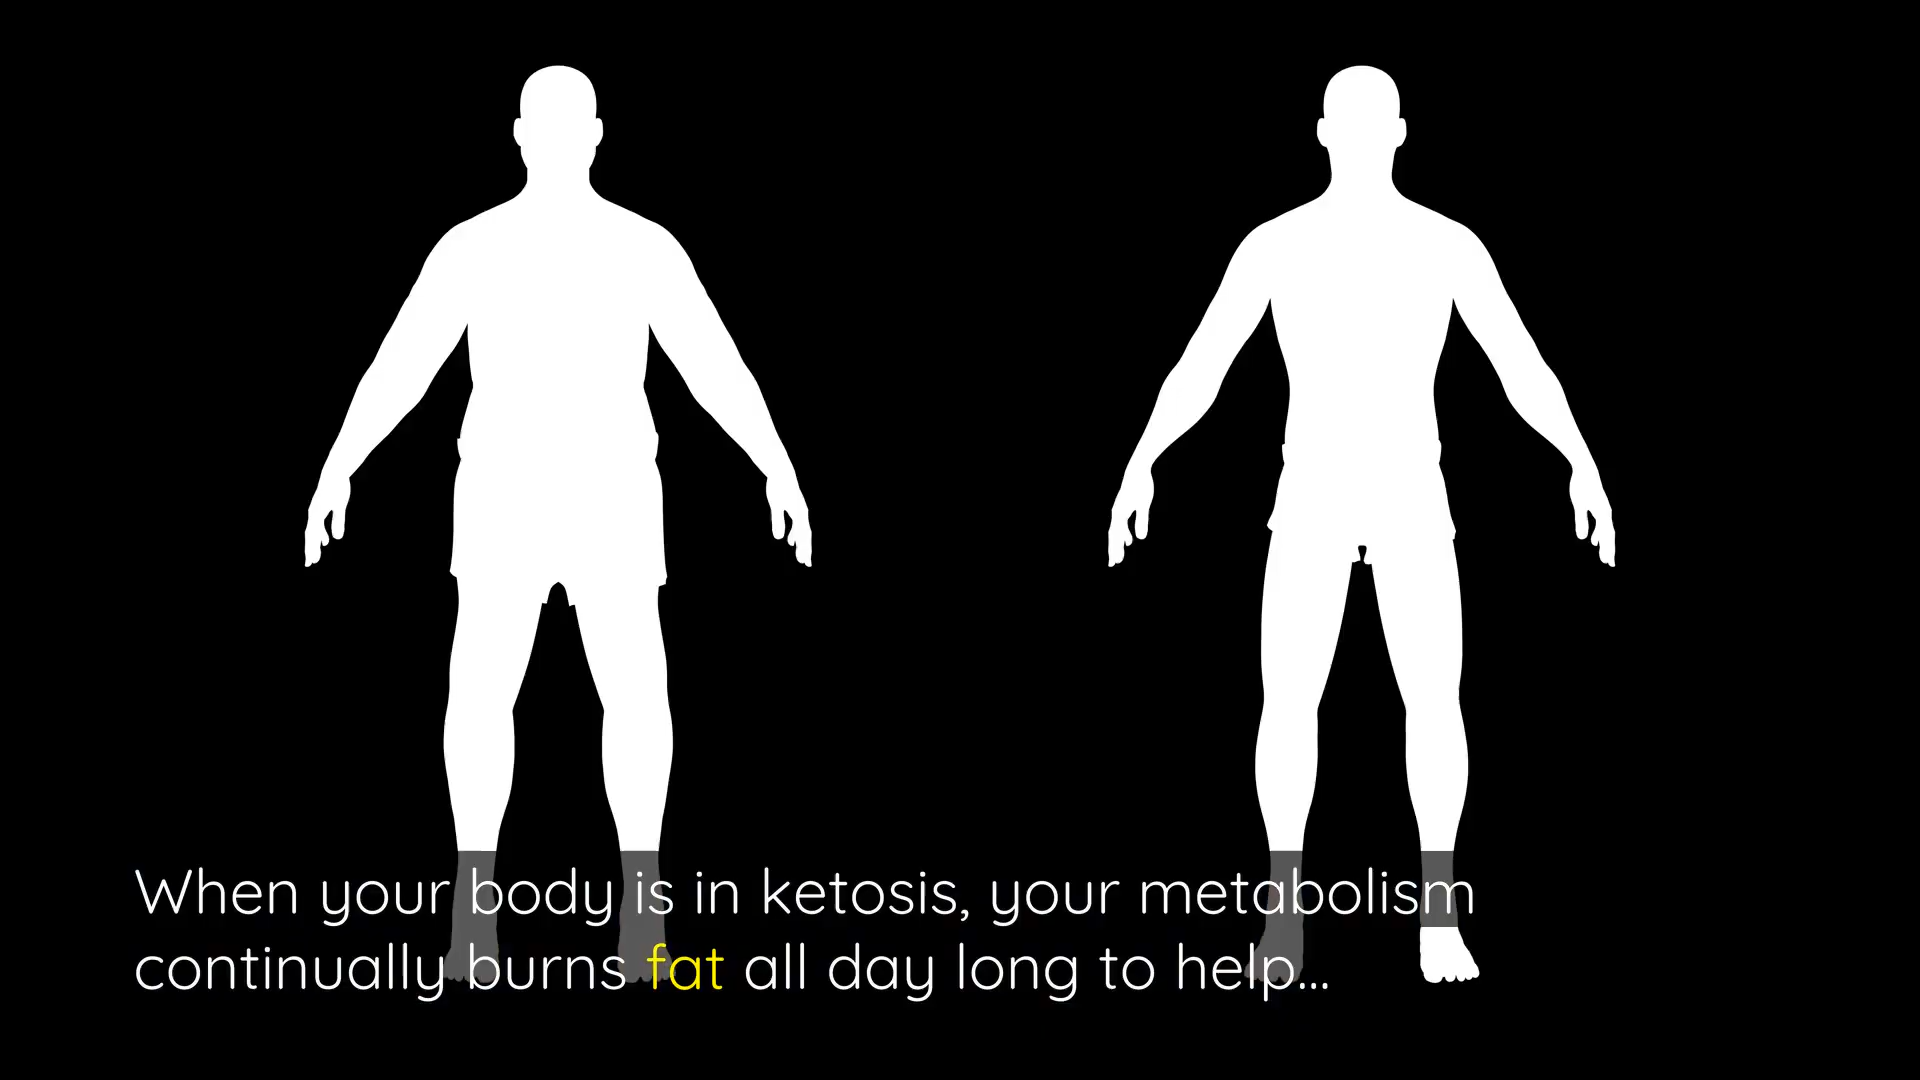 When your body is in ketosis, your metabolism
continually burns fat all day long to help...